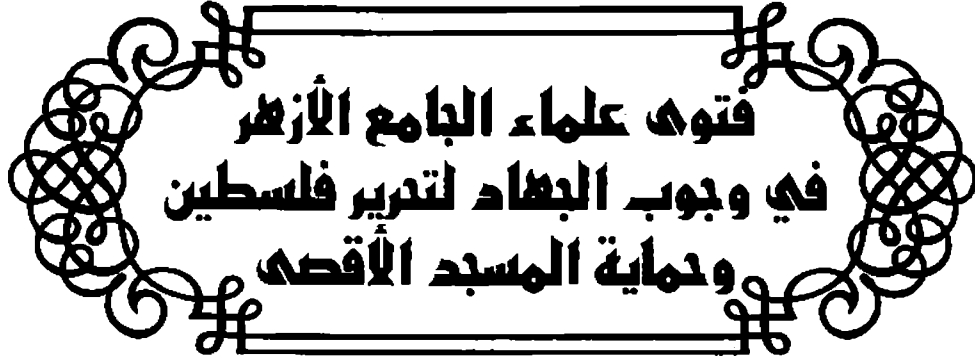 فتوى علماء الجامع الأزهر
في وجوب الجهاد لتحرير فلسطين
وحماية المسجد الأقصى